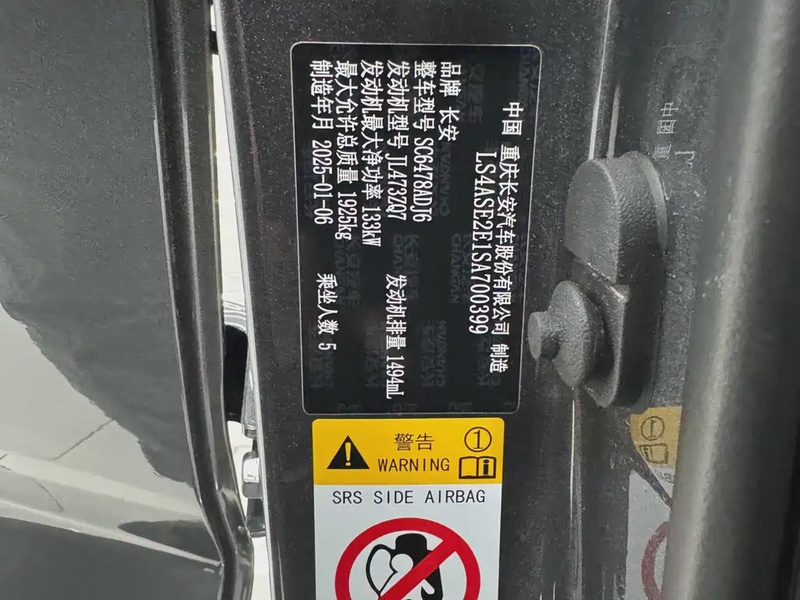 中国 重庆长安汽车股份有限公司 制造
LS4ASE2E1SA700399
品牌 长安
整车型号 SC6478ADJ6
发动机型号 JL473ZQ7 发动机排量 1494mL
发动机最大净功率 133kW
最大允许总质量 1925kg
制造年月 2025-01-06 乘坐人数 5
警告 1
WARNING
SRS SIDE AIRBAG
中国